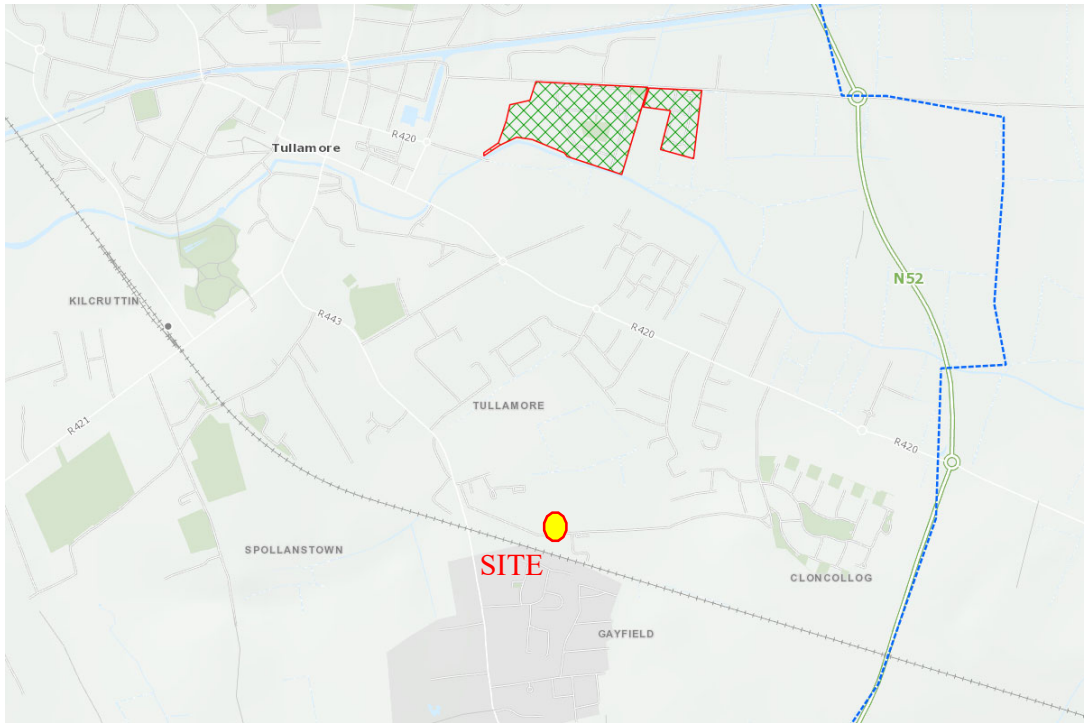 R420
Tullamore
N52
KILCRUTTIN
R443
R420
TULLAMORE
R421
R420
SITE
SPOLLANSTOWN
CLONCOLLOG
GAYFIELD